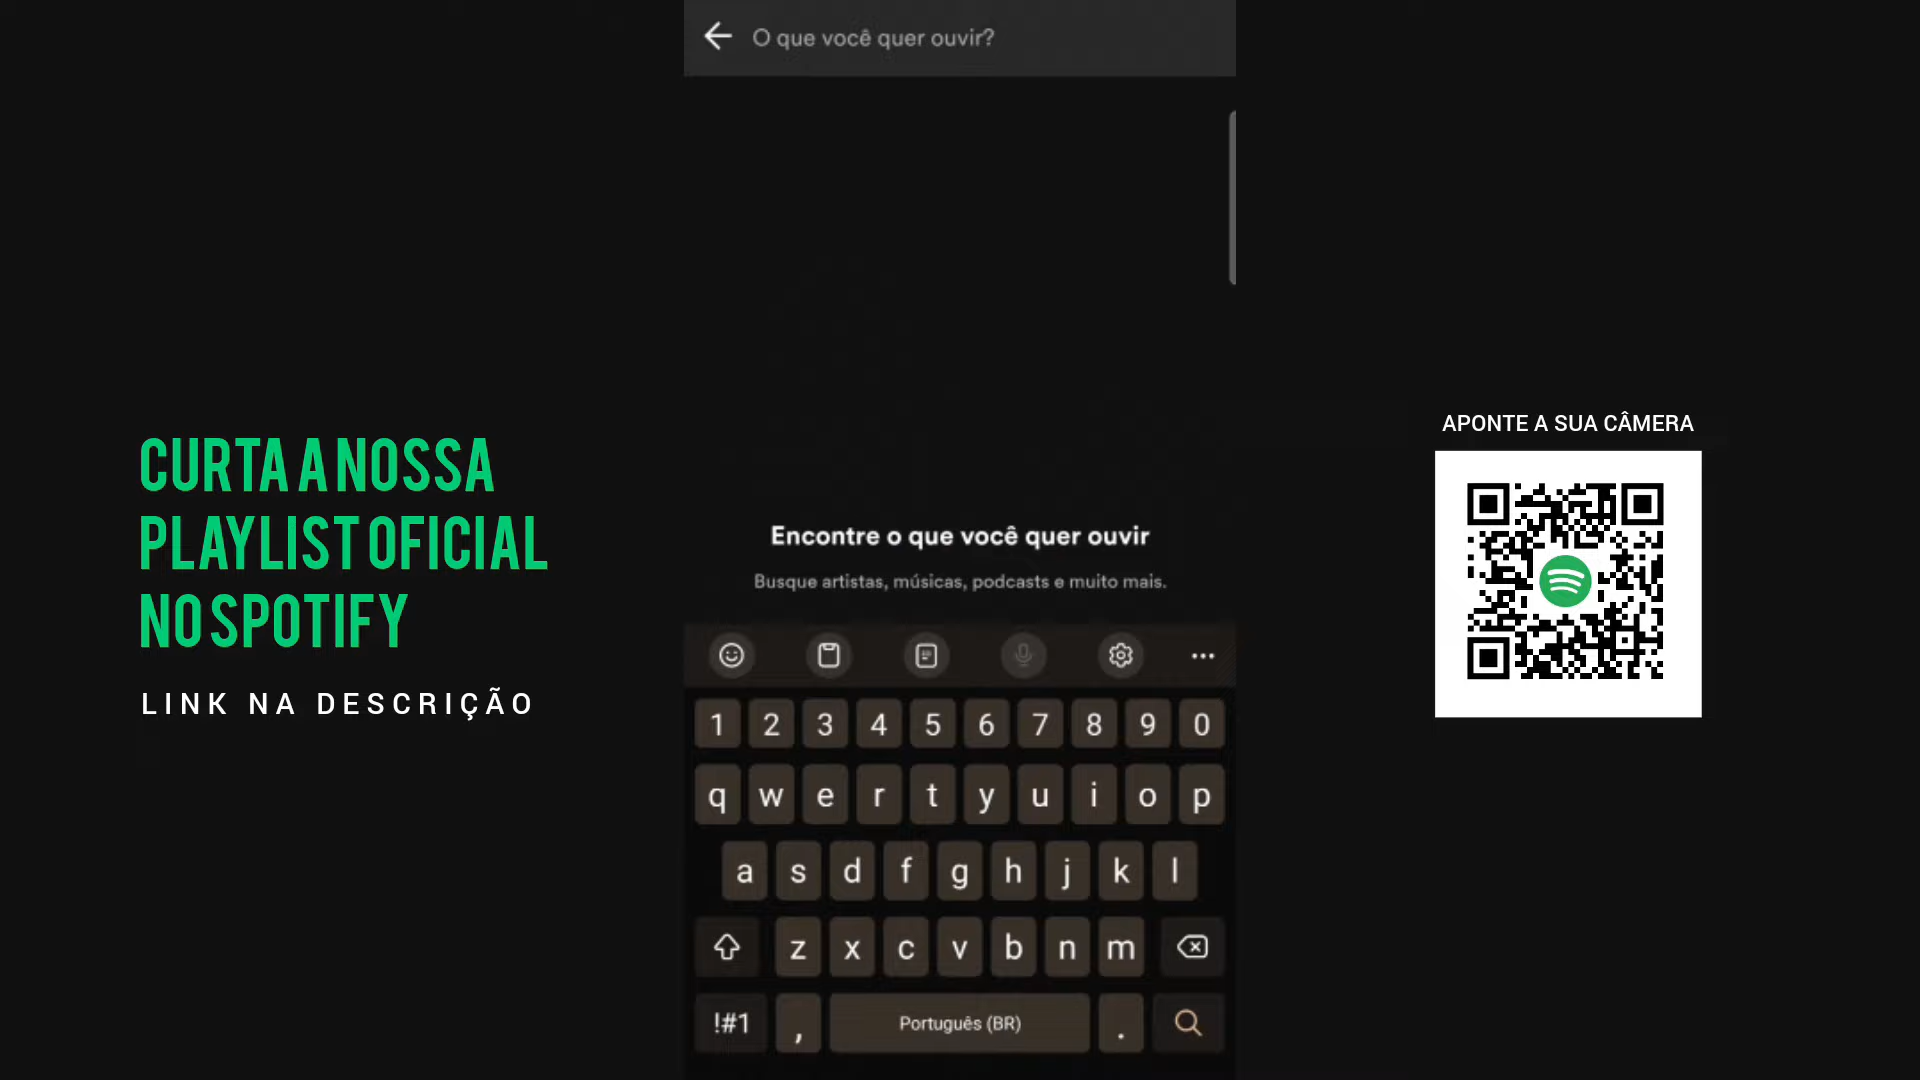 O que você quer ouvir?
CURTA A NOSSA
PLAYLIST OFICIAL
NO SPOTIFY
LINK NA DESCRIÇÃO
APONTE A SUA CÂMERA
Encontre o que você quer ouvir
Busque artistas, músicas, podcasts e muito mais.
1 2 3 4 5 6 7 8 9 0
q w e r t y u i o p
a s d f g h j k l
z x c v b n m
!#1 , Português (BR) .